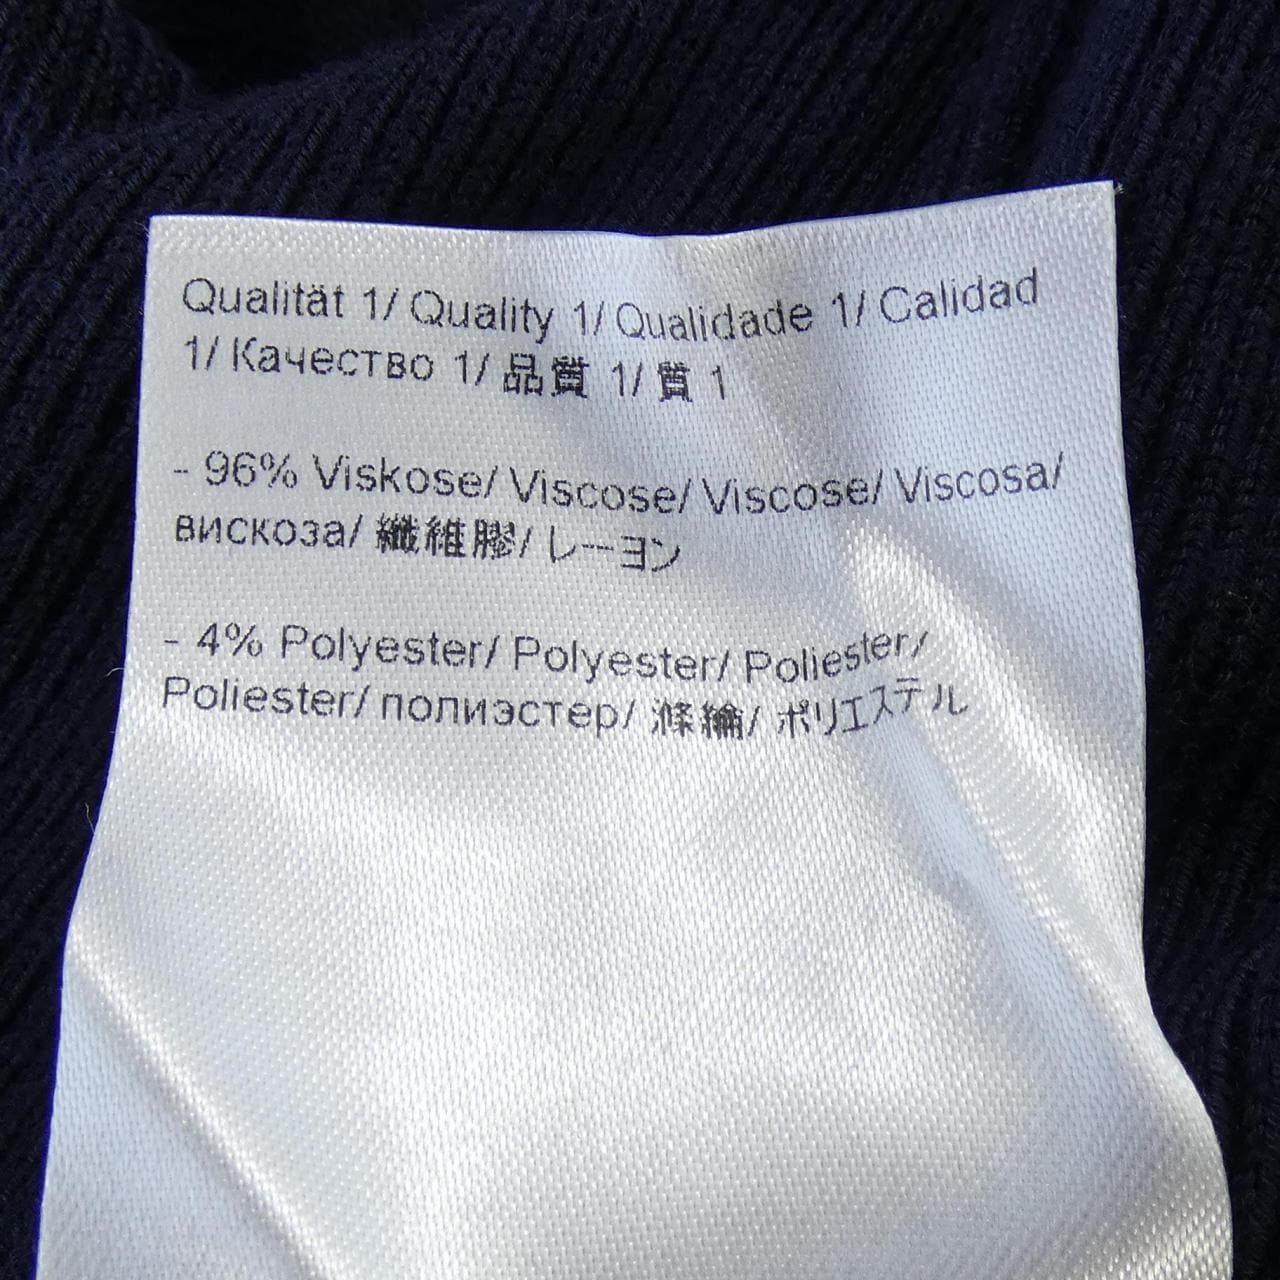 Qualität 1/ Quality 1/ Qualidade 1/ Calidad
1/ Качество 1/ 品質 1/ 質 1
- 96% Viskose/ Viscose/ Viscose/ Viscosa/
вискоза/ 纖維膠/ レーヨン
- 4% Polyester/ Polyester/ Poliester/
Poliester/ полиэстер/ 滌綸/ ポリエステル